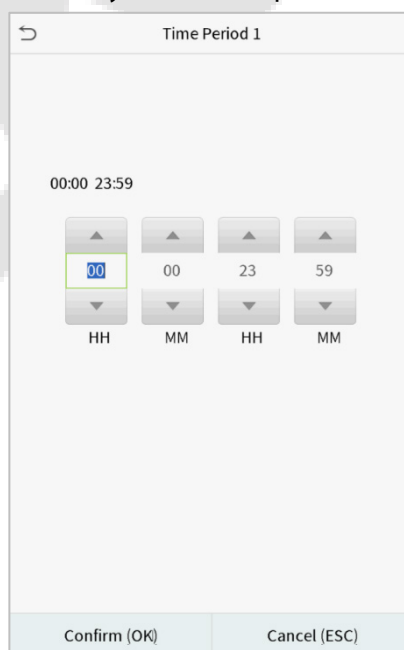 Time Period 1
00:00 23:59
00 00 23 59
HH MM HH MM
Confirm (OK) Cancel (ESC)